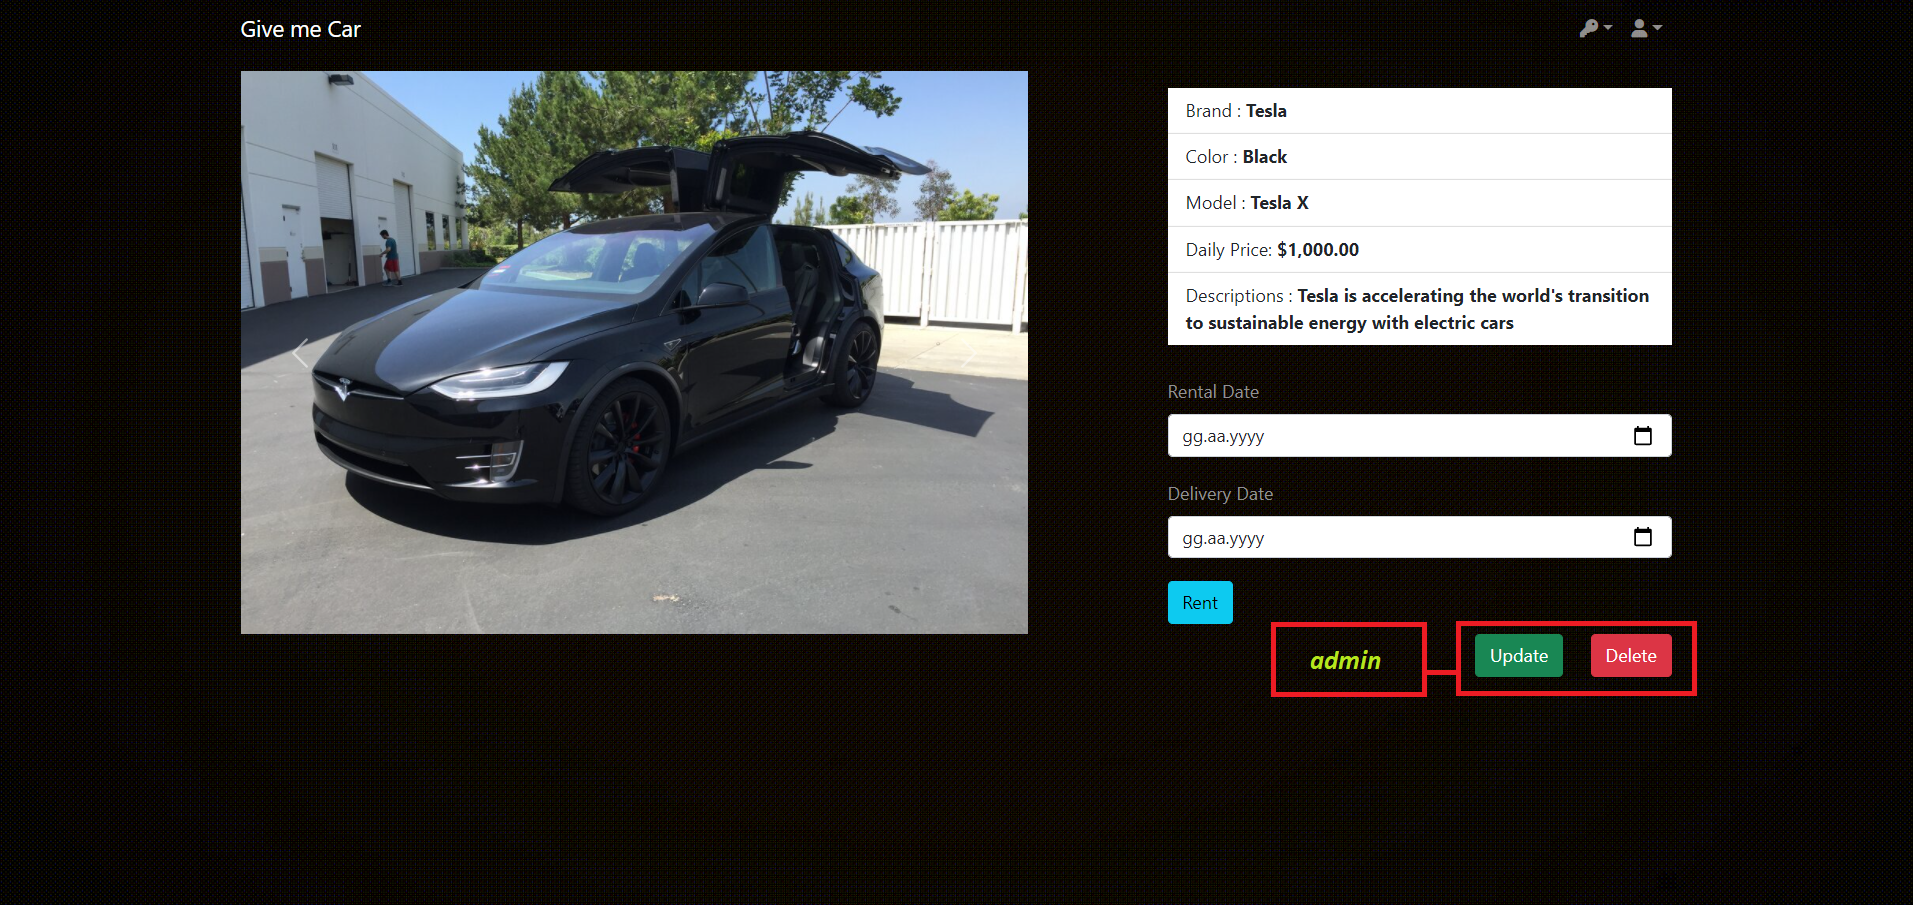 Give me Car
Brand : Tesla
Color : Black
Model : Tesla X
Daily Price: $1,000.00
Descriptions : Tesla is accelerating the world's transition
to sustainable energy with electric cars
Rental Date
gg.aa.yyyy
Delivery Date
gg.aa.yyyy
Rent
admin
Update
Delete